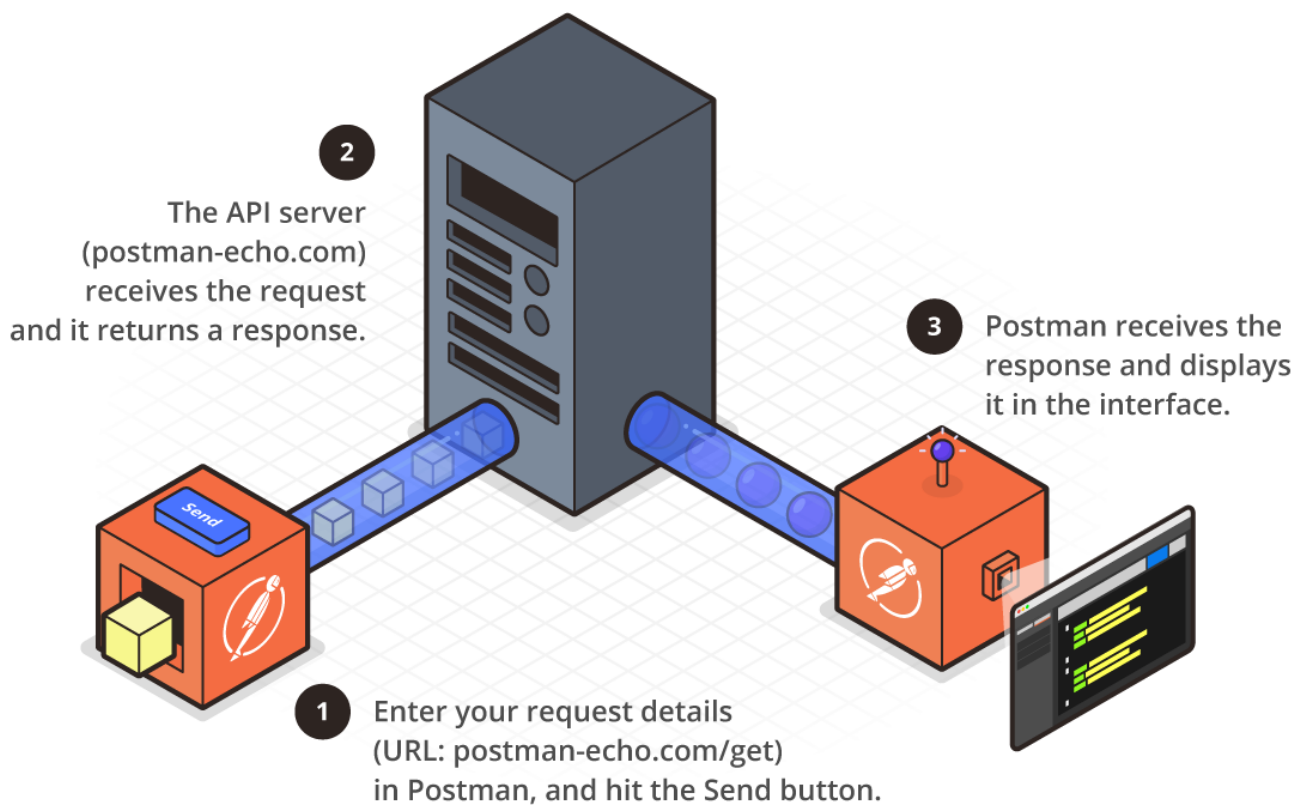 2
The API server
(postman-echo.com)
receives the request
and it returns a response.
3
Postman receives the
response and displays
it in the interface.
Send
1
Enter your request details
(URL: postman-echo.com/get)
in Postman, and hit the Send button.